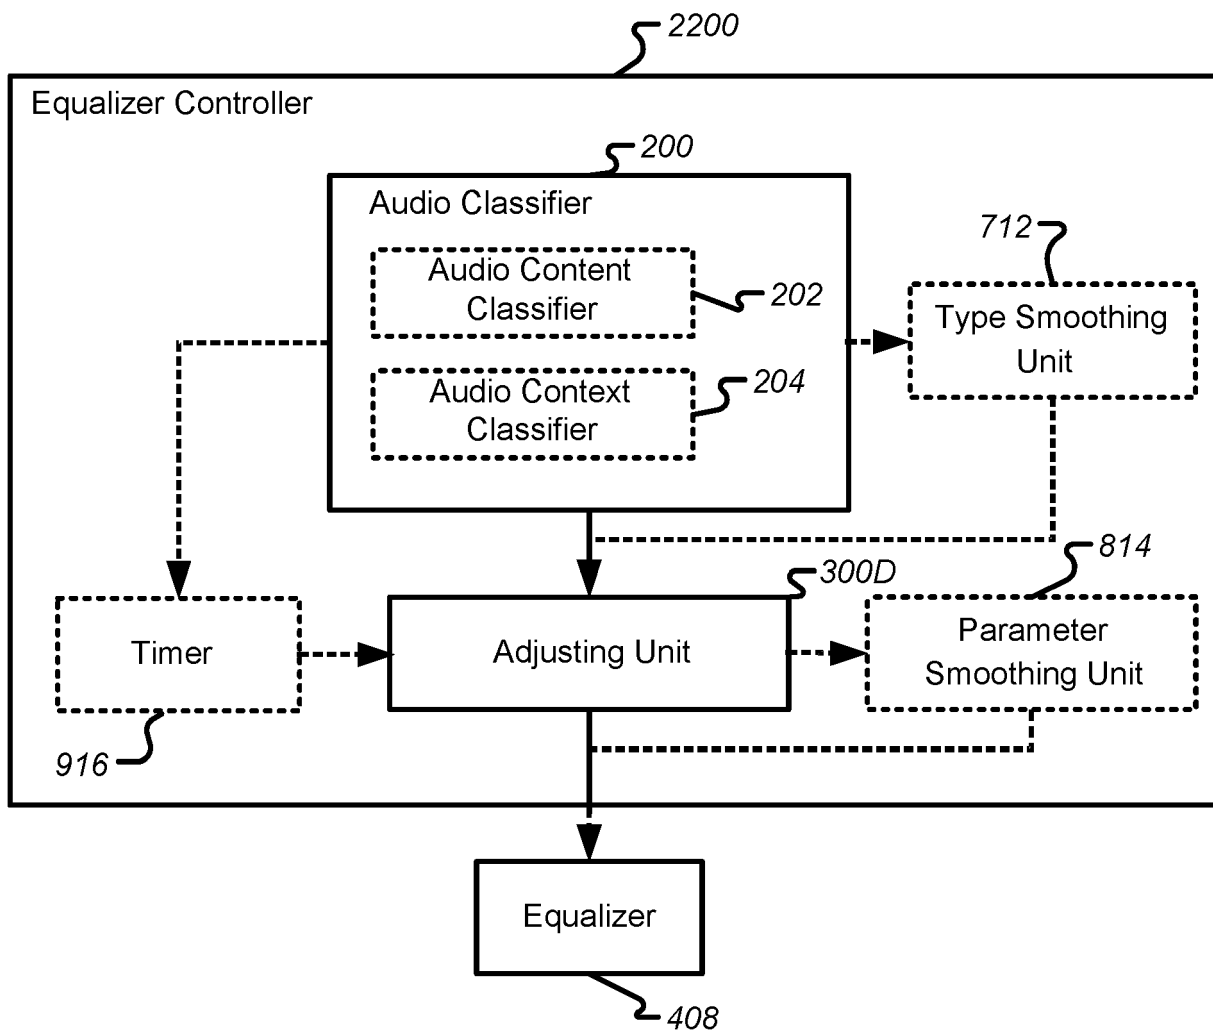 2200
Equalizer Controller
200
Audio Classifier
Audio Content
Classifier
202
Audio Context
Classifier
204
712
Type Smoothing
Unit
Timer
916
300D
Adjusting Unit
814
Parameter
Smoothing Unit
Equalizer
408